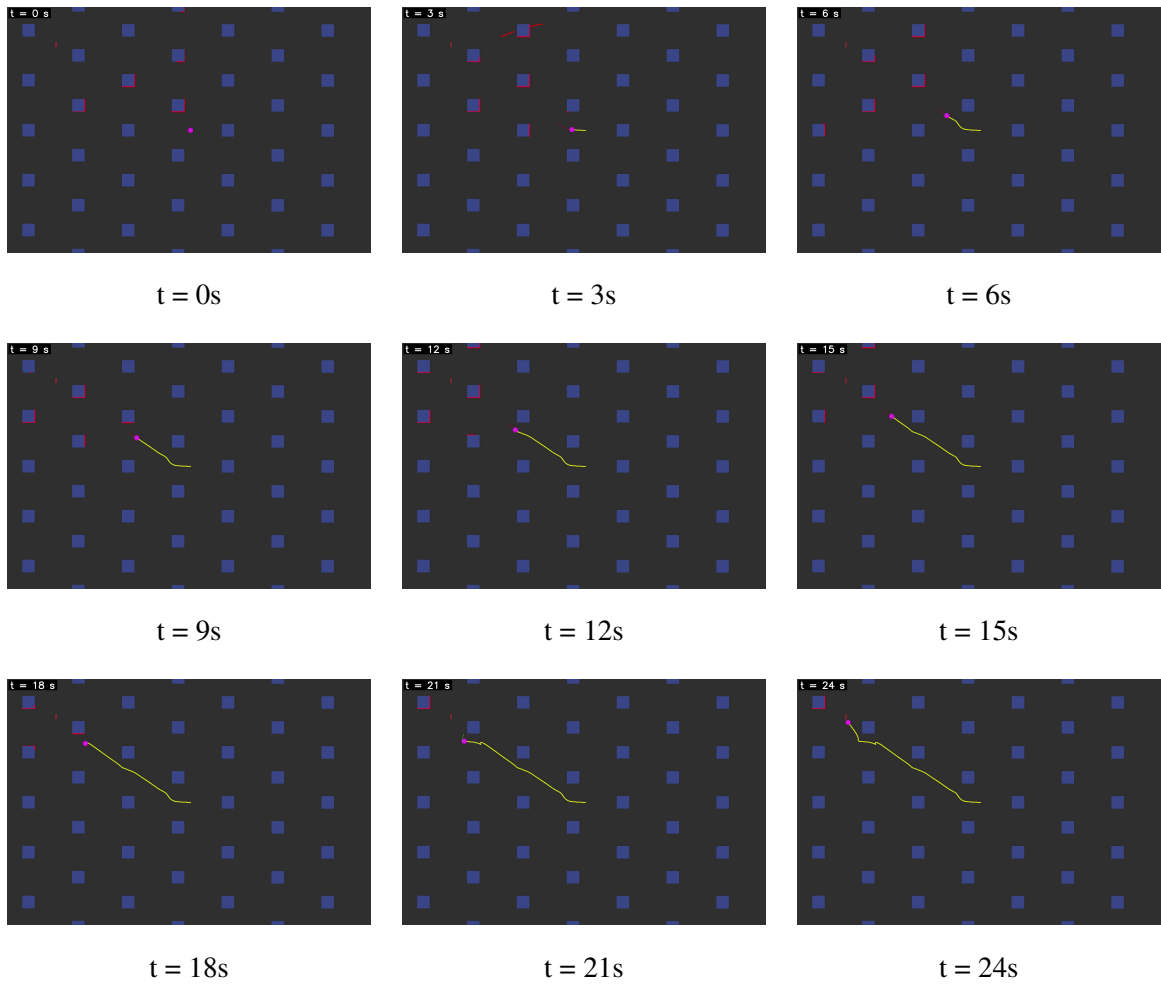 t = 0 s
t = 3 s
t = 6 s
t = 0s
t = 3s
t = 6s
t = 9 s
t = 12 s
t = 15 s
t = 9s
t = 12s
t = 15s
t = 18 s
t = 21 s
t = 24 s
t = 18s
t = 21s
t = 24s